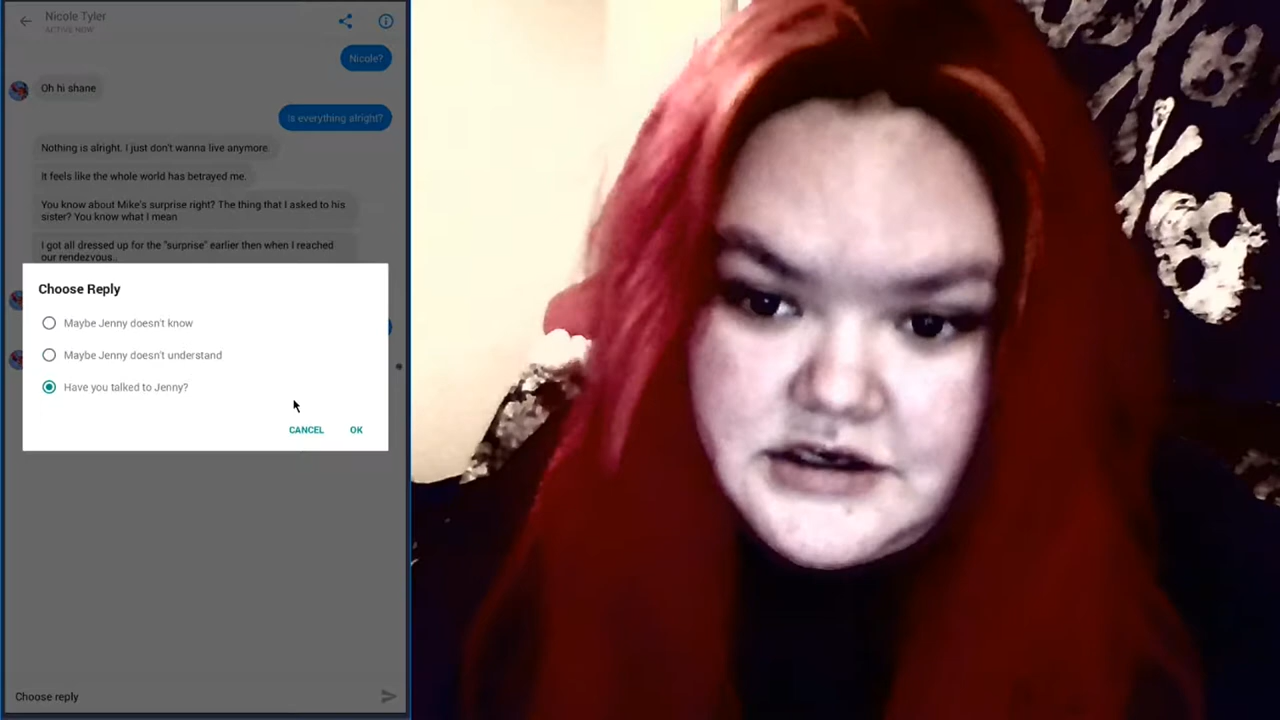 Nicole Tyler
ACTIVE NOW
Nicole?
Oh hi shane
Is everything alright?
Nothing is alright. I just don't wanna live anymore.
It feels like the whole world has betrayed me.
You know about Mike's surprise right? The thing that I asked to his
sister? You know what I mean
I got all dressed up for the "surprise" earlier then when I reached
our rendezvous..
Choose Reply
Maybe Jenny doesn't know
Maybe Jenny doesn't understand
Have you talked to Jenny?
CANCEL
OK
Choose reply